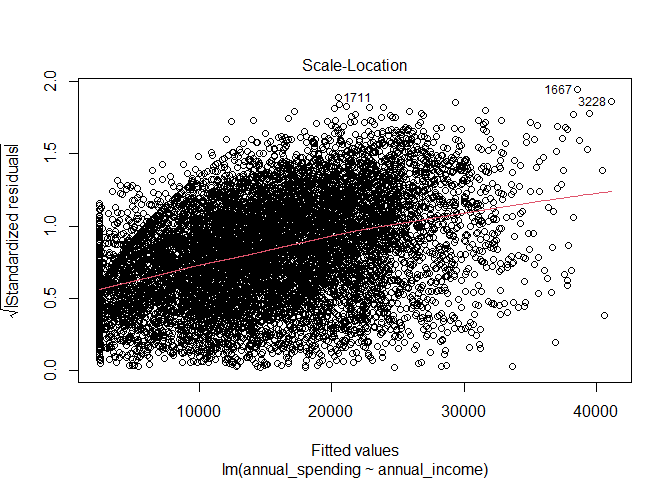 Scale-Location
√|Standardized residuals|
2.0
1.5
1.0
0.5
0.0
1711
1667
3228
10000 20000 30000 40000
Fitted values
lm(annual_spending ~ annual_income)